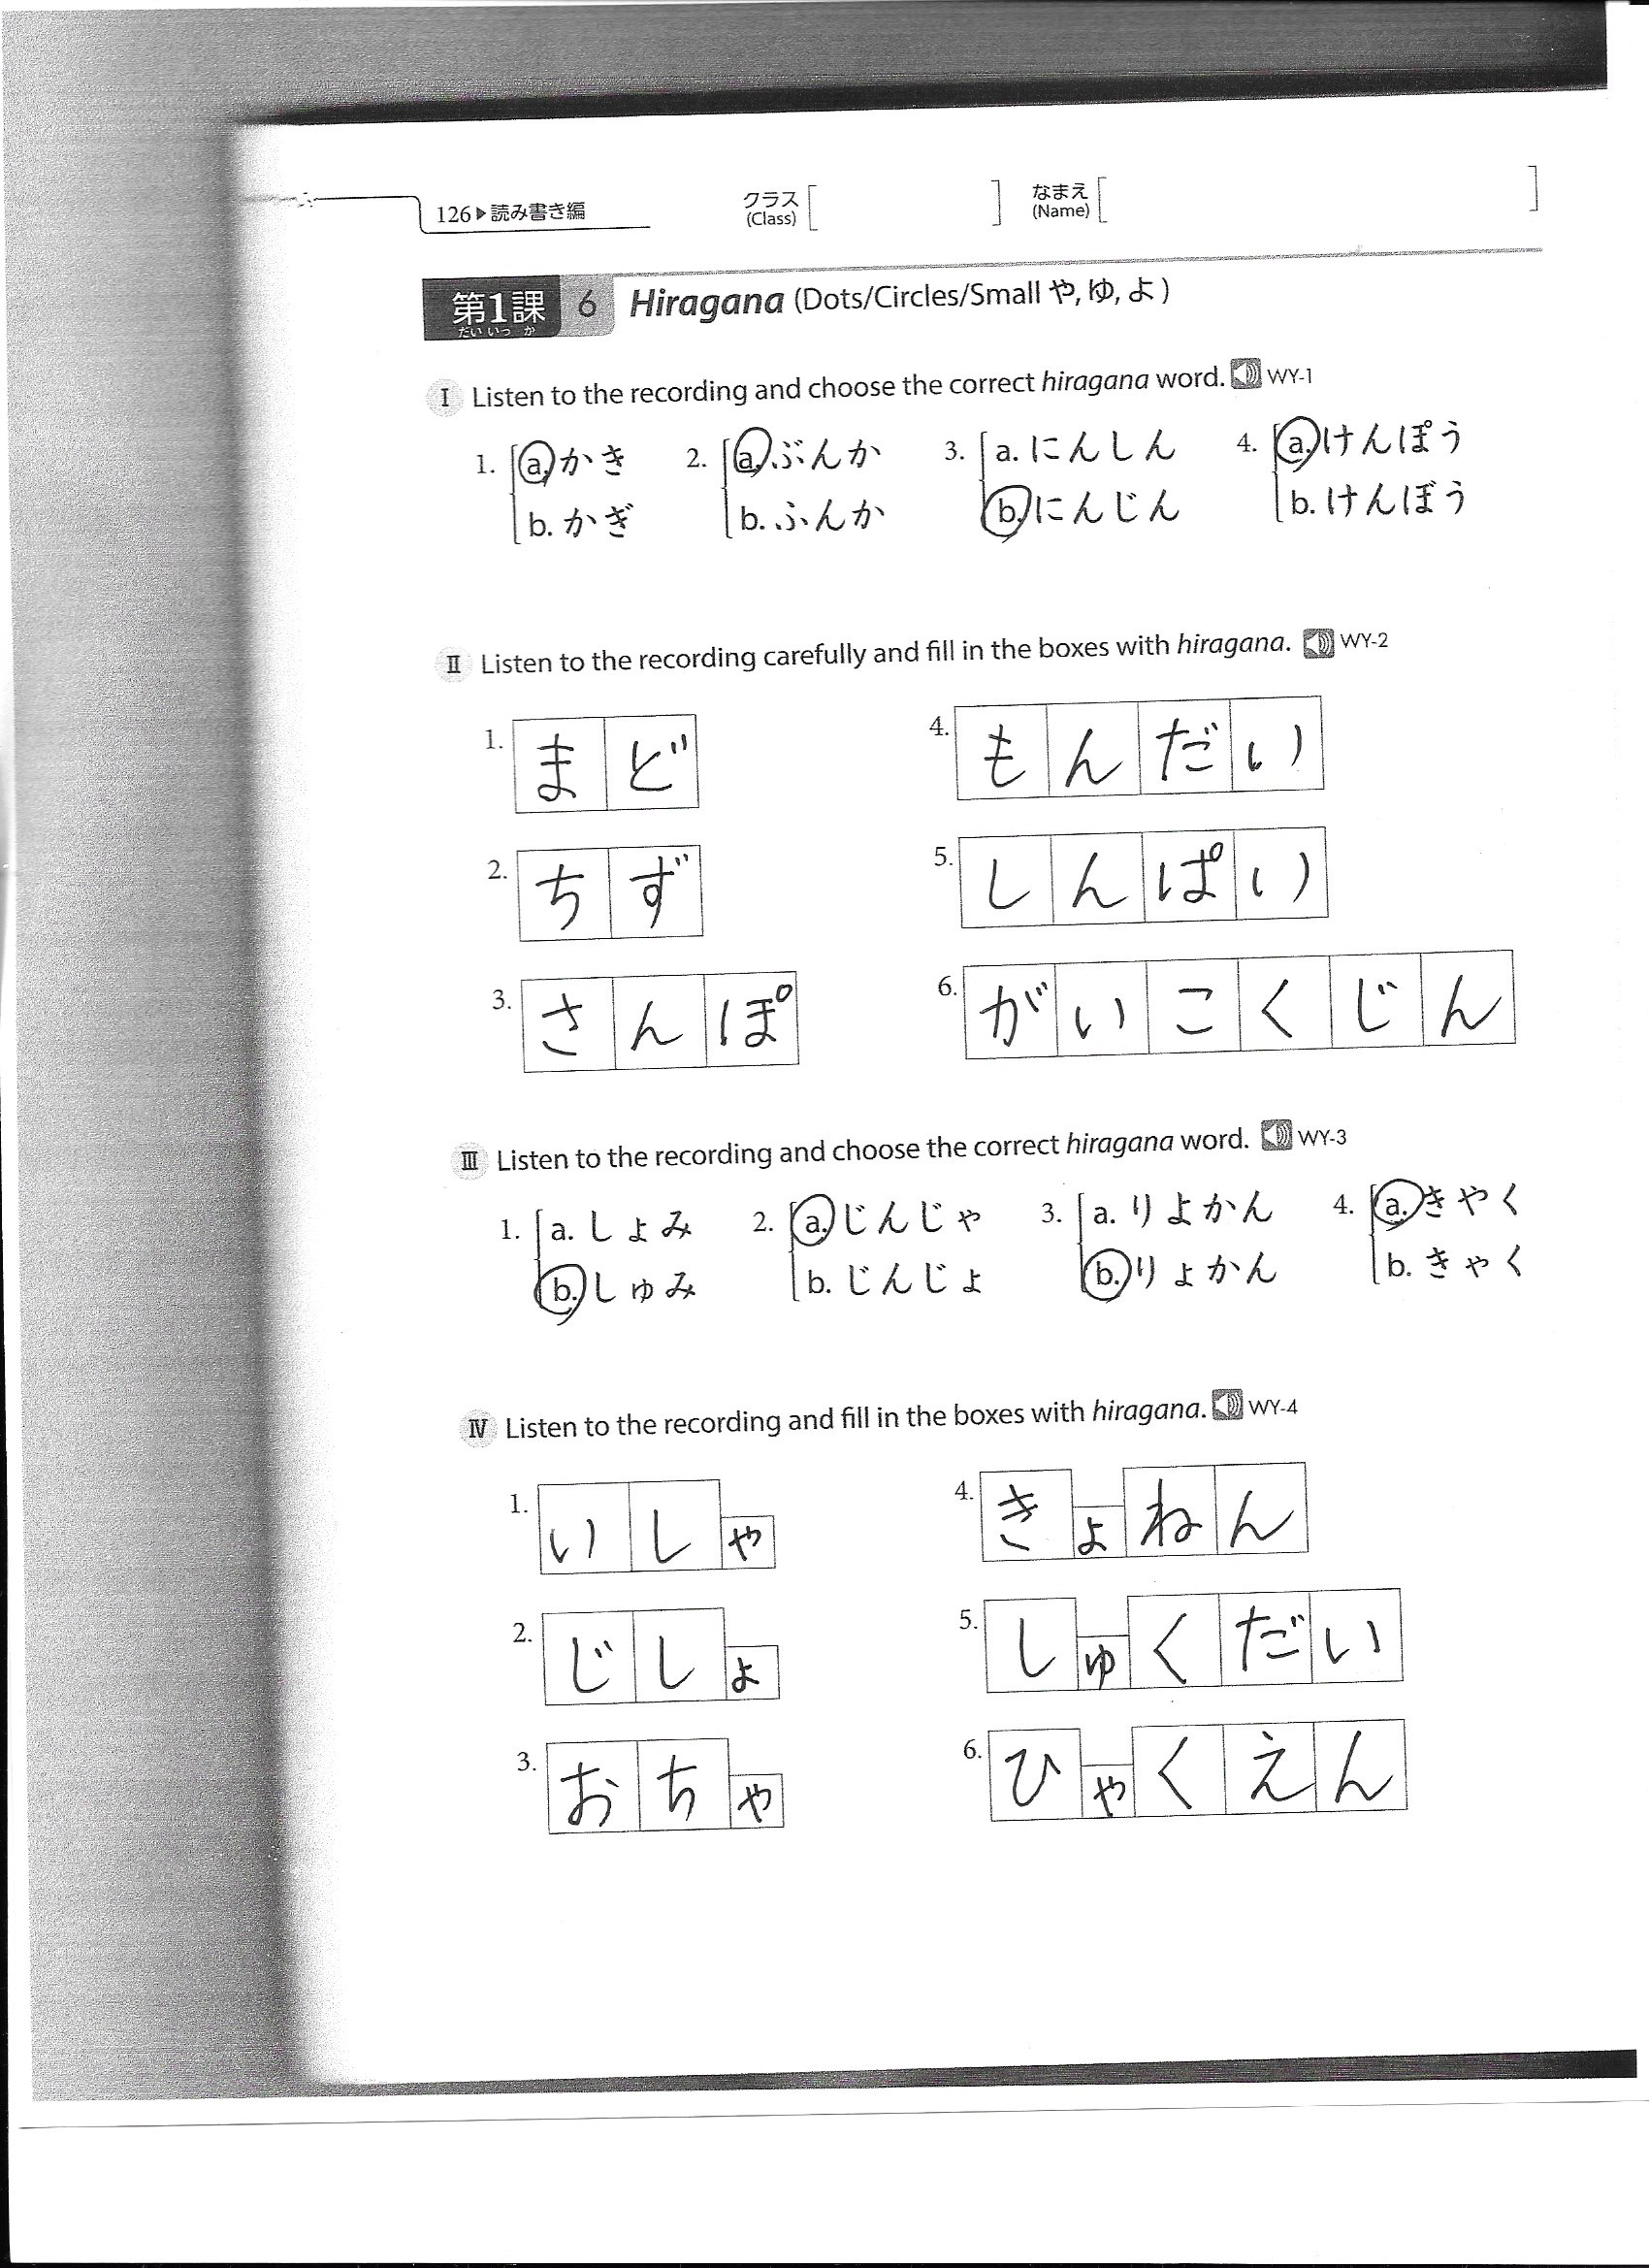 126▶読み書き編 クラス (Class) [ ] なまえ (Name) [ ]
第1課 だいいっか 6 Hiragana (Dots/Circles/Small や, ゆ, よ)
I Listen to the recording and choose the correct hiragana word. WY-1
1. a. かき 2. a. ぶんか 3. a. にんしん 4. a. けんぽう
b. かぎ b. ふんか b. にんじん b. けんぼう
II Listen to the recording carefully and fill in the boxes with hiragana. WY-2
1. まど 4. もんだい
2. ちず 5. しんぱい
3. さんぽ 6. がいこくじん
III Listen to the recording and choose the correct hiragana word. WY-3
1. a. しょみ 2. a. じんじゃ 3. a. りよかん 4. a. きやく
b. しゅみ b. じんじょ b. りょかん b. きゃく
IV Listen to the recording and fill in the boxes with hiragana. WY-4
1. いしゃ 4. きょねん
2. じしょ 5. しゅくだい
3. おちゃ 6. ひゃくえん